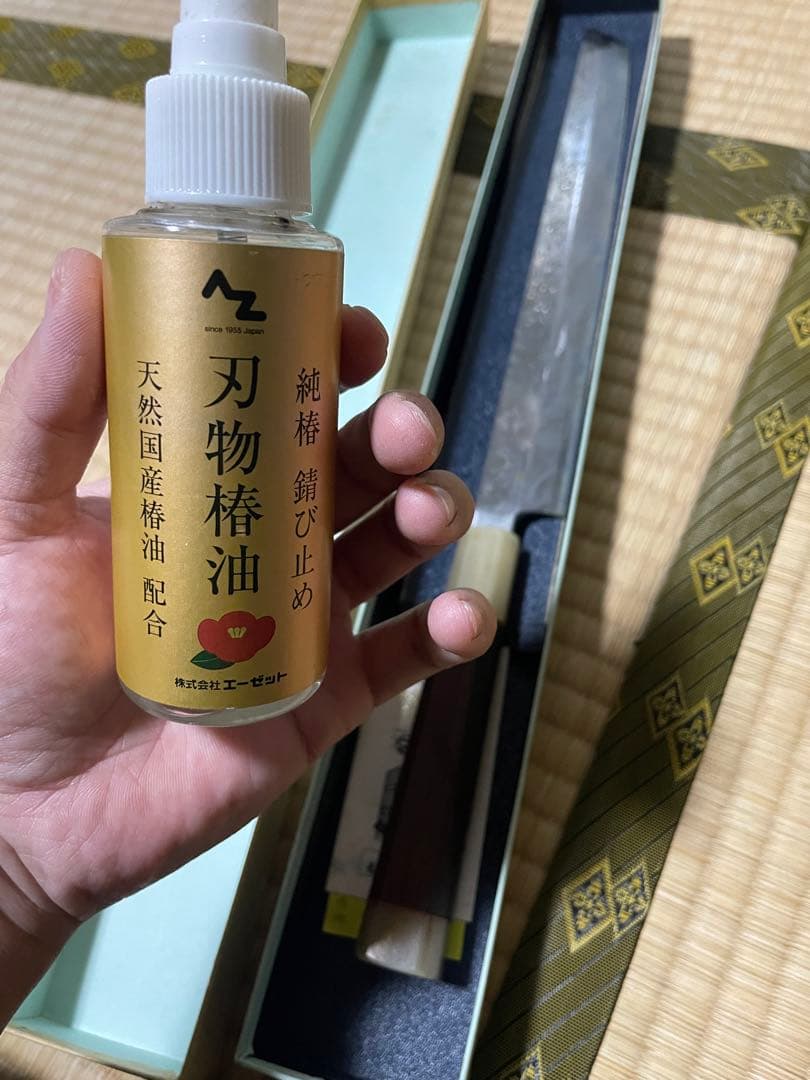 AZ
since 1955 Japan
純椿 錆び止め
刃物椿油
天然国産椿油 配合
株式会社エーゼット